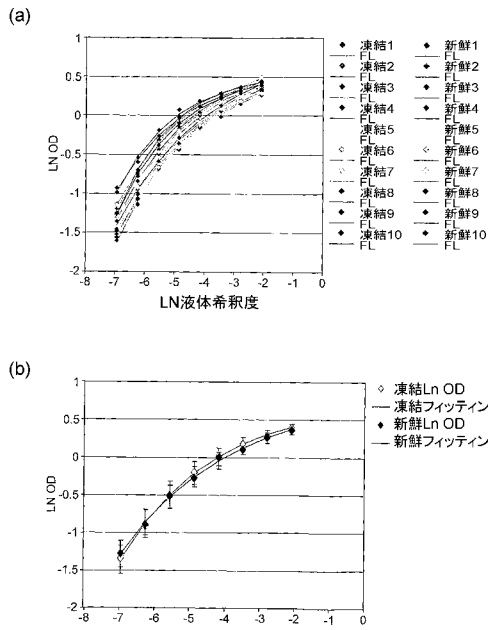 (a)
1
0.5
0
-0.5
-1
-1.5
-2
LN OD
-8 -7 -6 -5 -4 -3 -2 -1 0
LN液体希釈度
凍結1 新鮮1
FL FL
凍結2 新鮮2
FL FL
凍結3 新鮮3
FL FL
凍結4 新鮮4
FL FL
凍結5 新鮮5
FL FL
凍結6 新鮮6
FL FL
凍結7 新鮮7
FL FL
凍結8 新鮮8
FL FL
凍結9 新鮮9
FL FL
凍結10 新鮮10
FL FL
(b)
1
0.5
0
-0.5
-1
-1.5
-2
LN OD
-8 -7 -6 -5 -4 -3 -2 -1 0
凍結Ln OD
凍結フィッティン
新鮮Ln OD
新鮮フィッティン